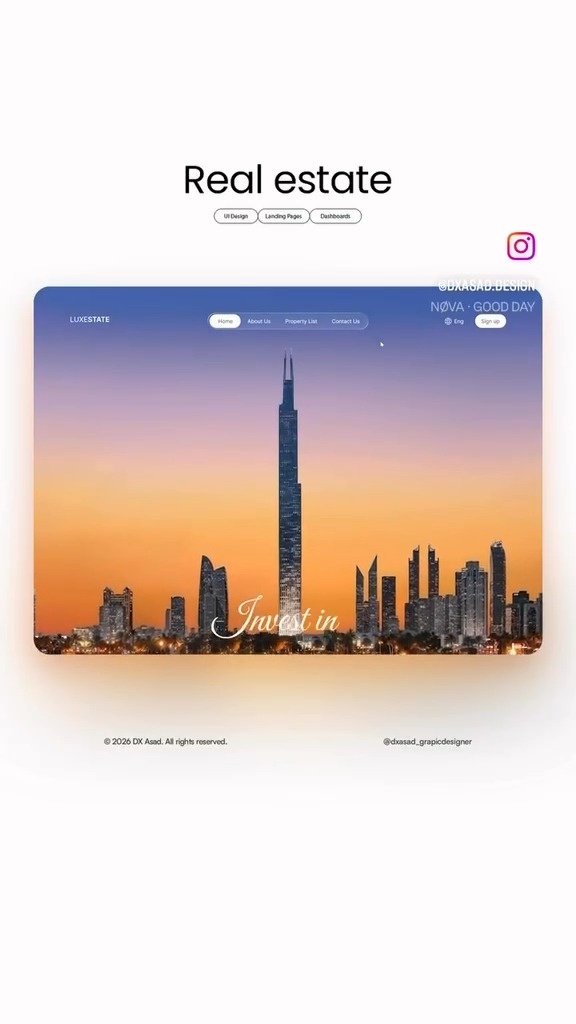 Real estate
UI Design
Landing Pages
Dashboards
@DXASAD.DESIGN
NØVA · GOOD DAY
LUXESTATE
Home
About Us
Property List
Contact Us
Eng
Sign up
Invest in
© 2026 DX Asad. All rights reserved.
@dxasad_grapicdesigner